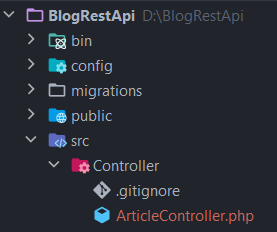 BlogRestApi D:\BlogRestApi
bin
config
migrations
public
src
Controller
.gitignore
ArticleController.php